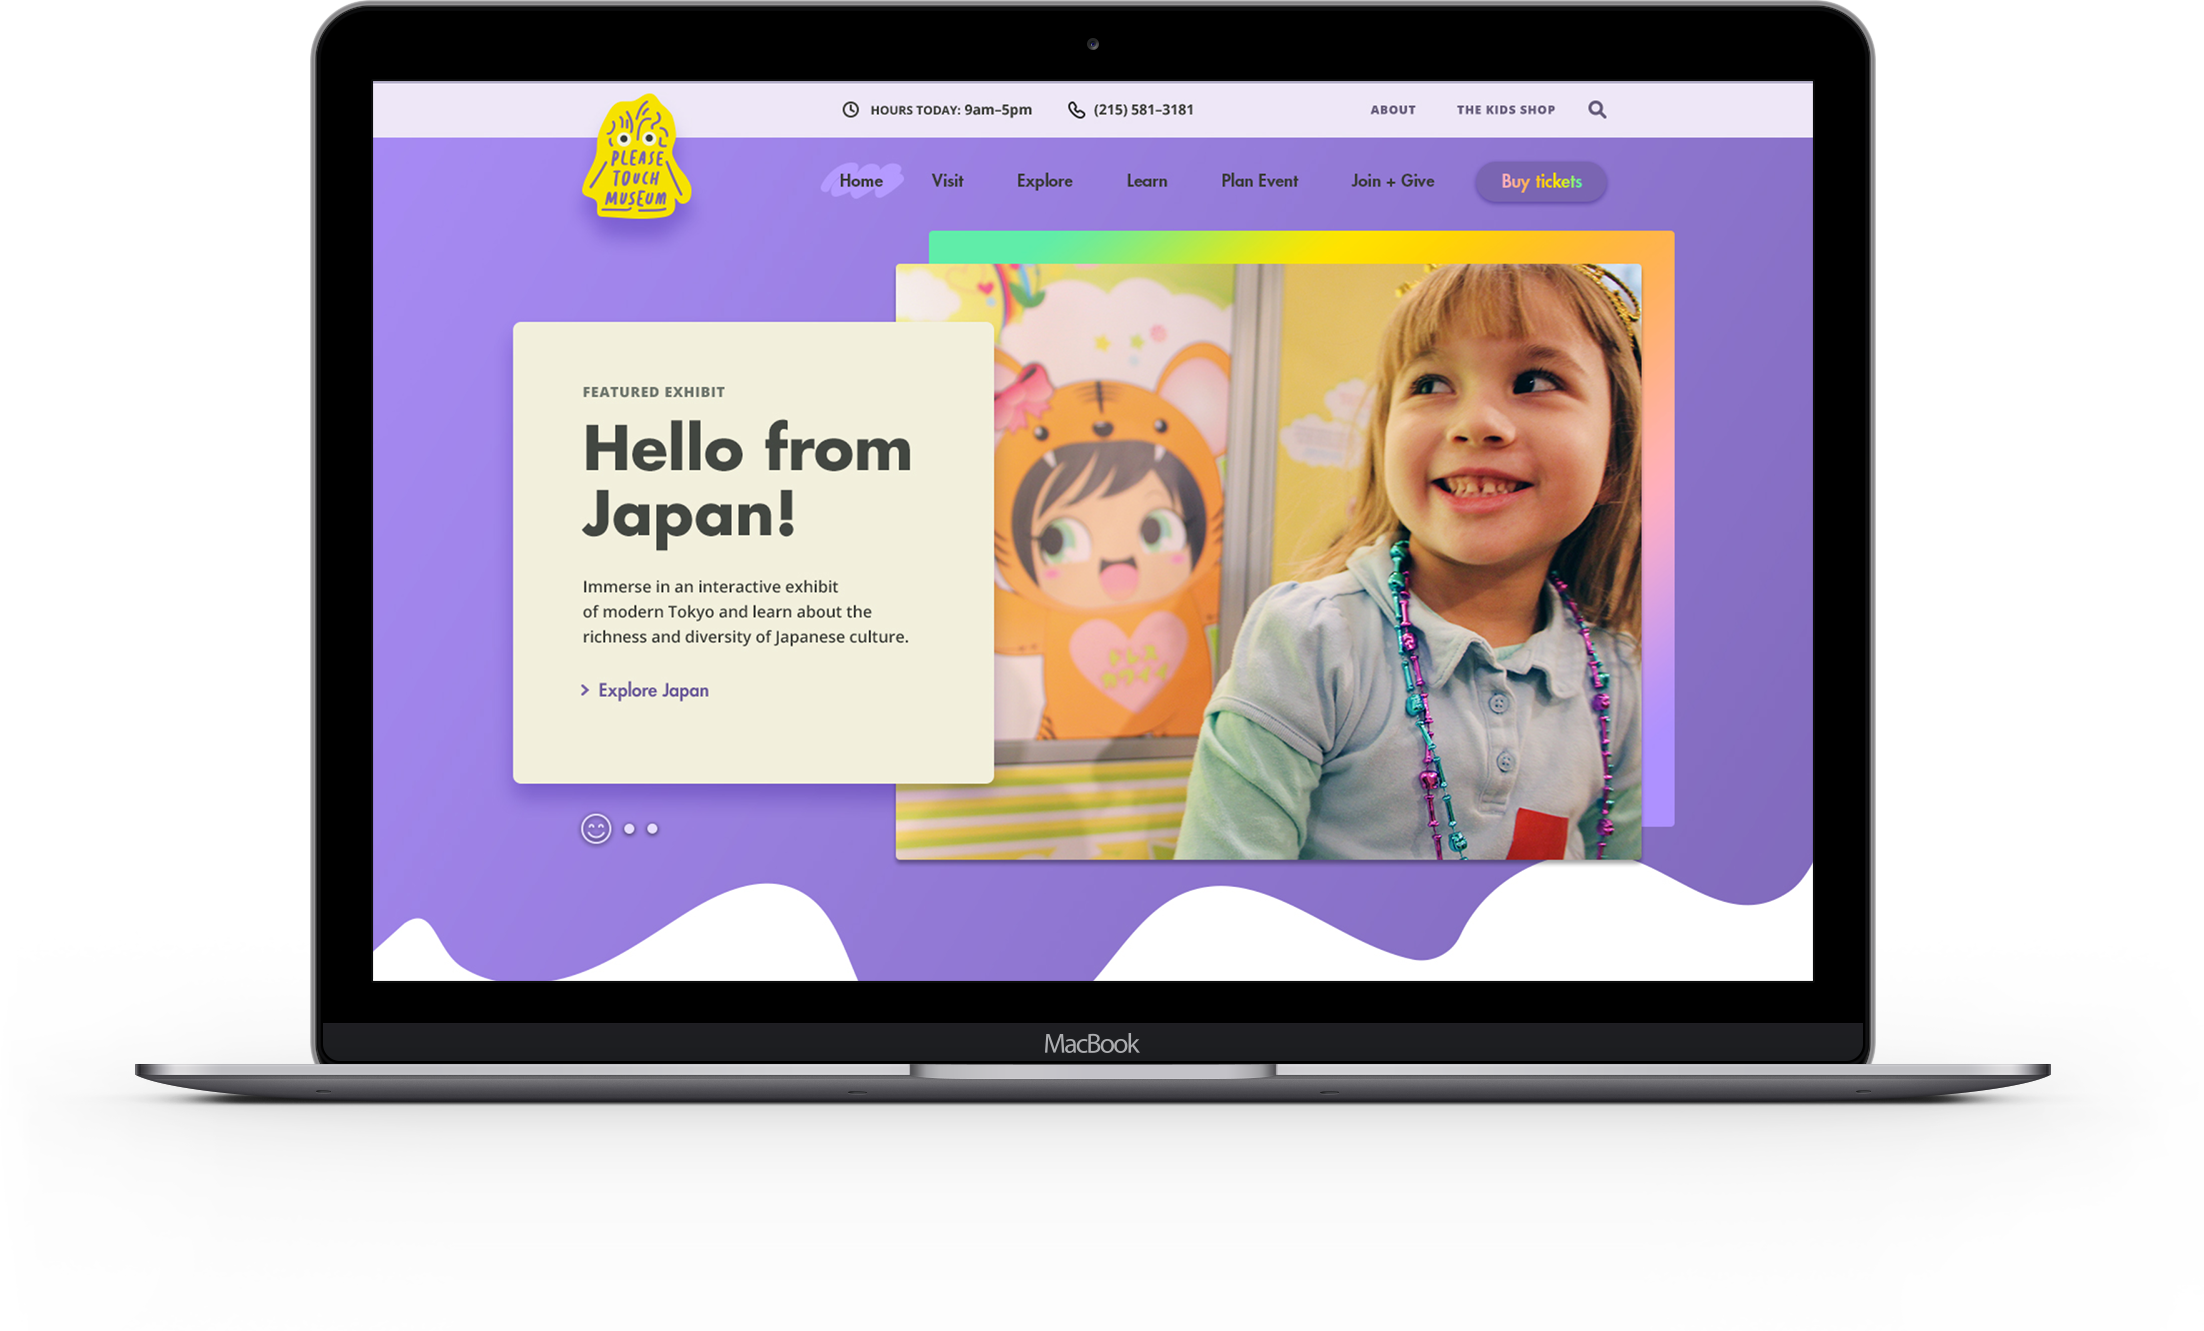 HOURS TODAY: 9am–5pm
(215) 581–3181
ABOUT
THE KIDS SHOP
PLEASE
TOUCH
MUSEUM
Home
Visit
Explore
Learn
Plan Event
Join + Give
Buy tickets
FEATURED EXHIBIT
Hello from
Japan!
Immerse in an interactive exhibit
of modern Tokyo and learn about the
richness and diversity of Japanese culture.
Explore Japan
MacBook